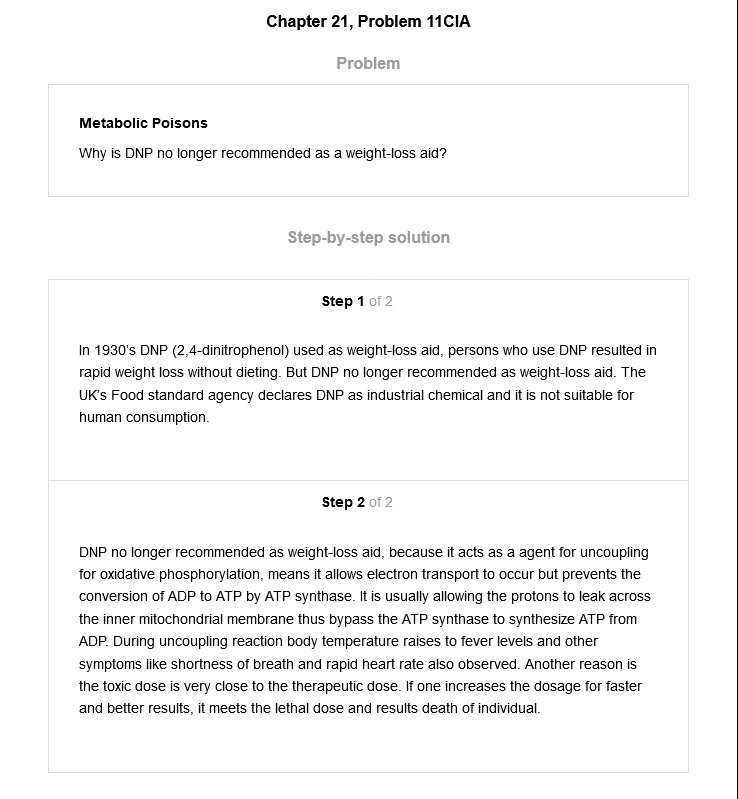 Chapter 21, Problem 11CIA
Problem
Metabolic Poisons
Why is DNP no longer recommended as a weight-loss aid?
Step-by-step solution
Step 1 of 2
In 1930's DNP (2,4-dinitrophenol) used as weight-loss aid, persons who use DNP resulted in
rapid weight loss without dieting. But DNP no longer recommended as weight-loss aid. The
UK's Food standard agency declares DNP as industrial chemical and it is not suitable for
human consumption.
Step 2 of 2
DNP no longer recommended as weight-loss aid, because it acts as a agent for uncoupling
for oxidative phosphorylation, means it allows electron transport to occur but prevents the
conversion of ADP to ATP by ATP synthase. It is usually allowing the protons to leak across
the inner mitochondrial membrane thus bypass the ATP synthase to synthesize ATP from
ADP. During uncoupling reaction body temperature raises to fever levels and other
symptoms like shortness of breath and rapid heart rate also observed. Another reason is
the toxic dose is very close to the therapeutic dose. If one increases the dosage for faster
and better results, it meets the lethal dose and results death of individual.